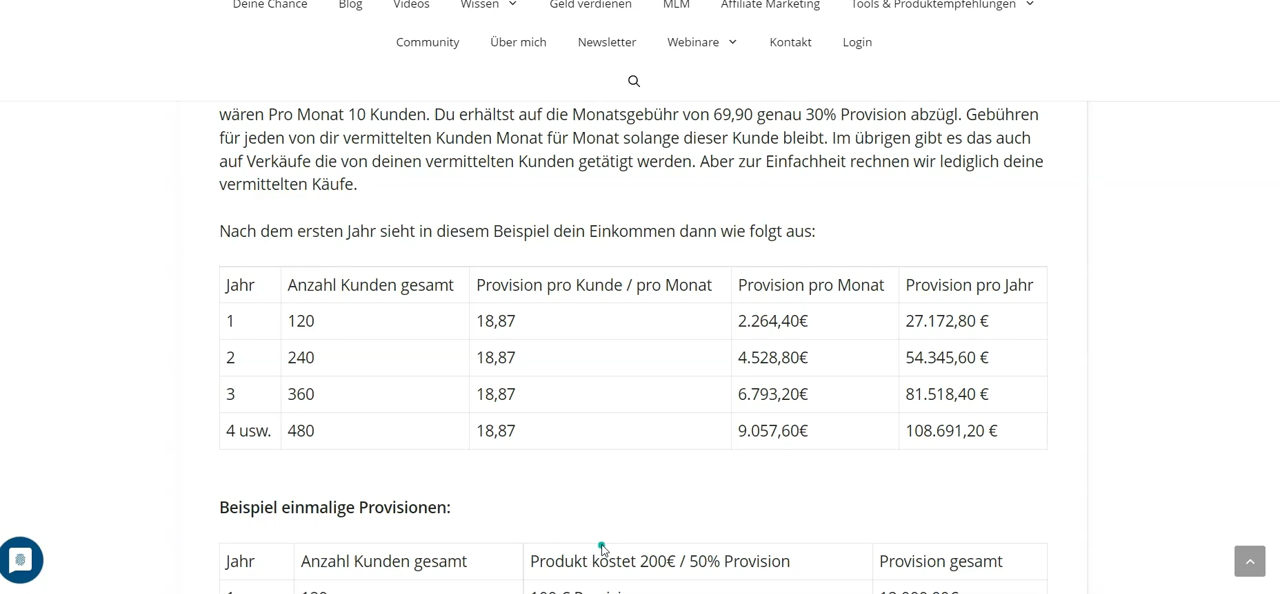 Deine Chance Blog Videos Wissen Geld verdienen MLM Affiliate Marketing Tools & Produktempfehlungen
Community Über mich Newsletter Webinare Kontakt Login
wären Pro Monat 10 Kunden. Du erhältst auf die Monatsgebühr von 69,90 genau 30% Provision abzügl. Gebühren
für jeden von dir vermittelten Kunden Monat für Monat solange dieser Kunde bleibt. Im übrigen gibt es das auch
auf Verkäufe die von deinen vermittelten Kunden getätigt werden. Aber zur Einfachheit rechnen wir lediglich deine
vermittelten Käufe.
Nach dem ersten Jahr sieht in diesem Beispiel dein Einkommen dann wie folgt aus:
Jahr Anzahl Kunden gesamt Provision pro Kunde / pro Monat Provision pro Monat Provision pro Jahr
1 120 18,87 2.264,40€ 27.172,80 €
2 240 18,87 4.528,80€ 54.345,60 €
3 360 18,87 6.793,20€ 81.518,40 €
4 usw. 480 18,87 9.057,60€ 108.691,20 €
Beispiel einmalige Provisionen:
Jahr Anzahl Kunden gesamt Produkt kostet 200€ / 50% Provision Provision gesamt